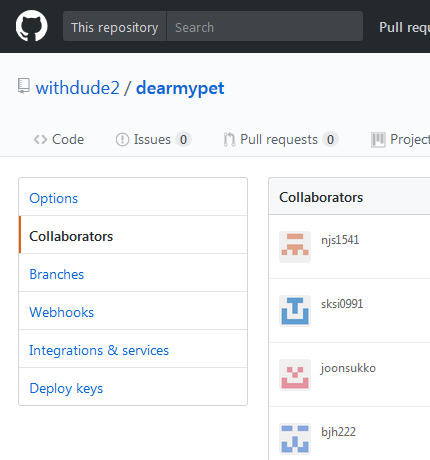 This repository Search Pull requ
withdude2 / dearmypet
Code Issues 0 Pull requests 0 Project
Options
Collaborators
Branches
Webhooks
Integrations & services
Deploy keys
Collaborators
njs1541
sksi0991
joonsukko
bjh222